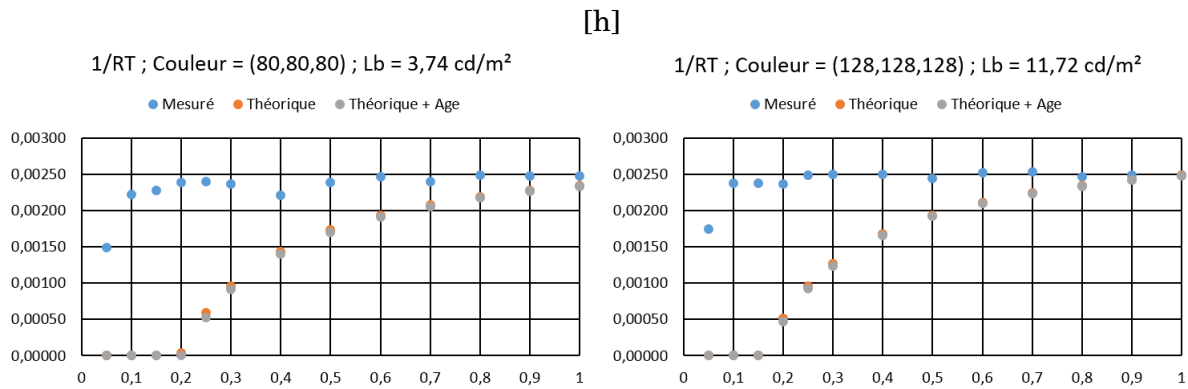 [h]
1/RT ; Couleur = (80,80,80) ; Lb = 3,74 cd/m²
Mesuré Théorique Théorique + Age
0,00300
0,00250
0,00200
0,00150
0,00100
0,00050
0,00000
0 0,1 0,2 0,3 0,4 0,5 0,6 0,7 0,8 0,9 1
1/RT ; Couleur = (128,128,128) ; Lb = 11,72 cd/m²
Mesuré Théorique Théorique + Age
0,00300
0,00250
0,00200
0,00150
0,00100
0,00050
0,00000
0 0,1 0,2 0,3 0,4 0,5 0,6 0,7 0,8 0,9 1